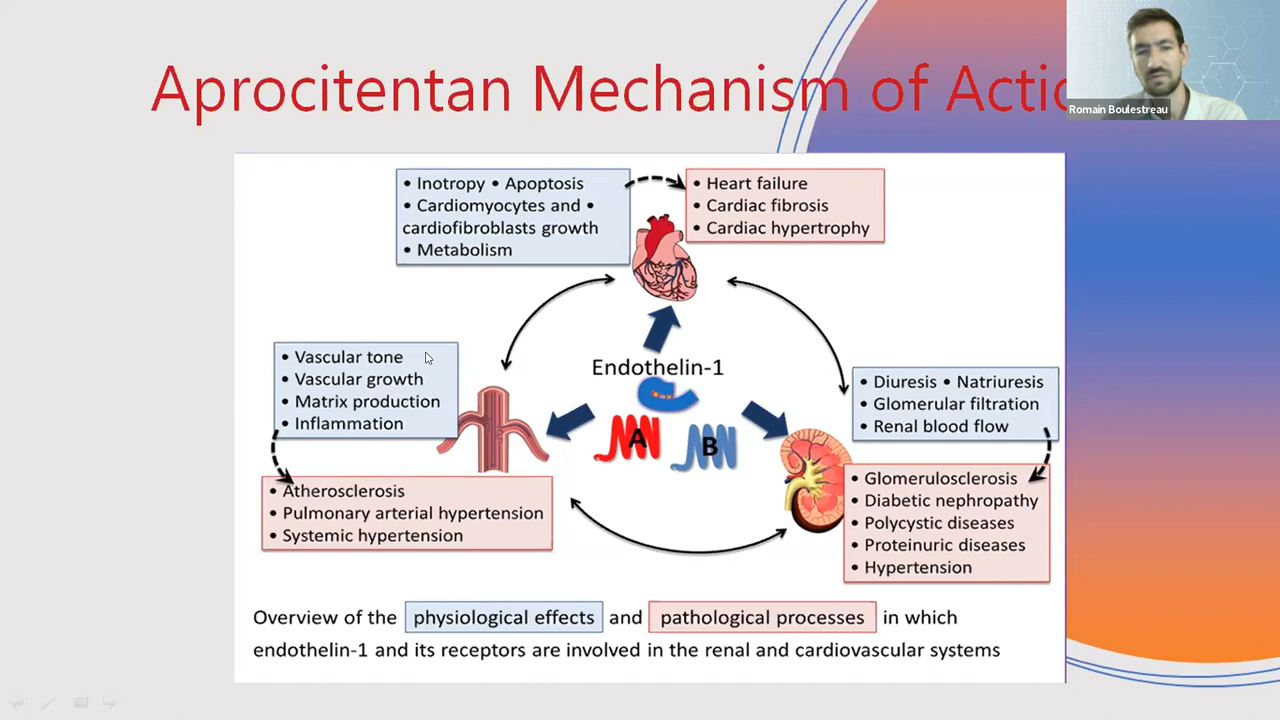 Aprocitentan Mechanism of Actio
Romain Boulestreau
• Inotropy • Apoptosis
• Cardiomyocytes and •
cardiofibroblasts growth
• Metabolism
• Heart failure
• Cardiac fibrosis
• Cardiac hypertrophy
• Vascular tone
• Vascular growth
• Matrix production
• Inflammation
Endothelin-1
A
B
• Diuresis • Natriuresis
• Glomerular filtration
• Renal blood flow
• Atherosclerosis
• Pulmonary arterial hypertension
• Systemic hypertension
• Glomerulosclerosis
• Diabetic nephropathy
• Polycystic diseases
• Proteinuric diseases
• Hypertension
Overview of the physiological effects and pathological processes in which
endothelin-1 and its receptors are involved in the renal and cardiovascular systems